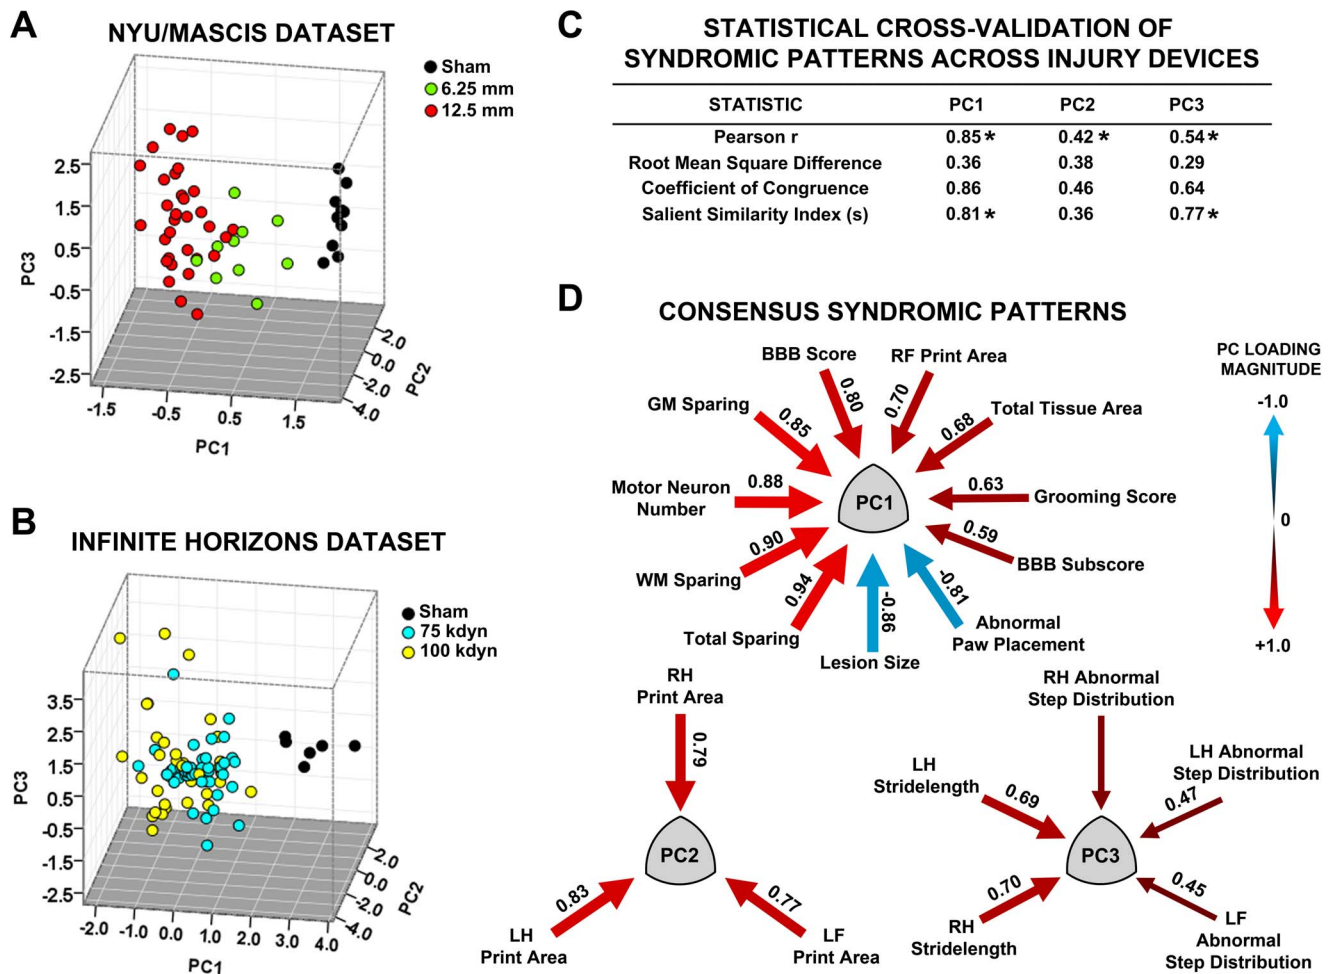 A
NYU/MASCIS DATASET
Sham
6.25 mm
12.5 mm
2.5
1.5
0.5
-0.5
-1.5
-2.5
PC3
-1.5
-0.5
0.5
1.5
PC1
2.0
0.0
-2.0
-4.0
PC2
B
INFINITE HORIZONS DATASET
Sham
75 kdyn
100 kdyn
3.5
2.5
1.5
0.5
-0.5
-1.5
-2.5
PC3
-2.0 -1.0 0.0 1.0 2.0 3.0 4.0
PC1
2.0
0.0
-2.0
-4.0
PC2
C
STATISTICAL CROSS-VALIDATION OF
SYNDROMIC PATTERNS ACROSS INJURY DEVICES
STATISTIC PC1 PC2 PC3
Pearson r 0.85 * 0.42 * 0.54 *
Root Mean Square Difference 0.36 0.38 0.29
Coefficient of Congruence 0.86 0.46 0.64
Salient Similarity Index (s) 0.81 * 0.36 0.77 *
D
CONSENSUS SYNDROMIC PATTERNS
BBB Score
0.80
RF Print Area
0.70
GM Sparing
0.85
Total Tissue Area
0.68
Motor Neuron
Number
0.88
PC1
0.63
Grooming Score
WM Sparing
0.90
0.59
BBB Subscore
Total Sparing
0.94
-0.86
Lesion Size
-0.81
Abnormal
Paw Placement
PC LOADING
MAGNITUDE
-1.0
0
+1.0
RH
Print Area
0.79
PC2
0.83
LH
Print Area
0.77
LF
Print Area
RH Abnormal
Step Distribution
LH
Stridelength
0.69
LH Abnormal
Step Distribution
0.47
PC3
0.70
RH
Stridelength
0.45
LF
Abnormal
Step Distribution